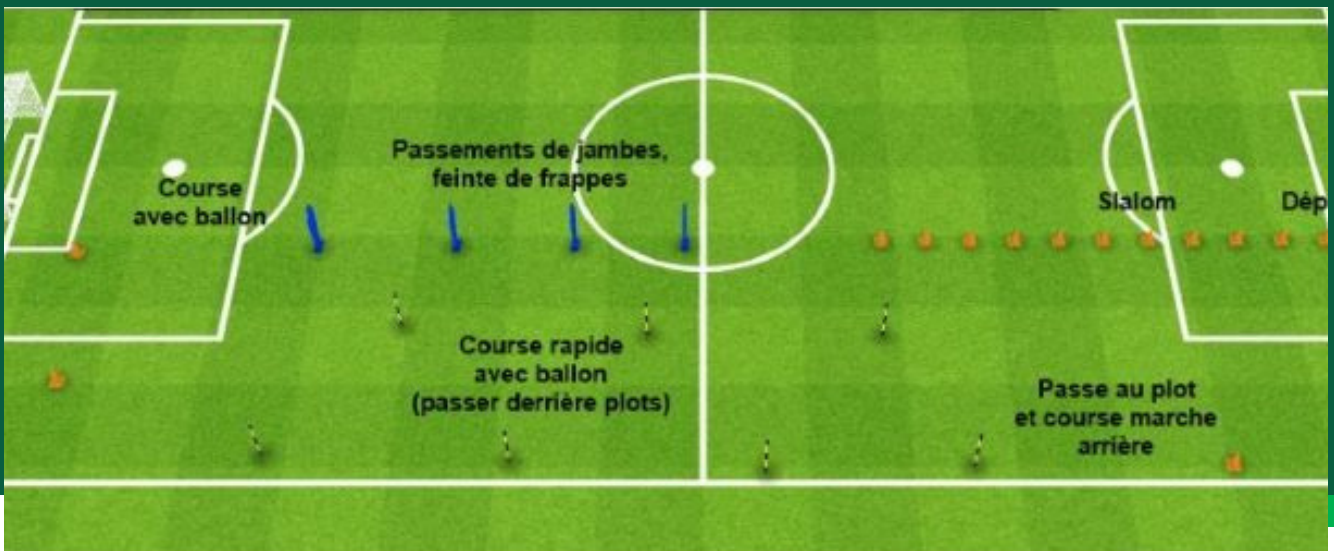 Passements de jambes,
feinte de frappes
Course
avec ballon
Slalom
Dép
Course rapide
avec ballon
(passer derrière plots)
Passe au plot
et course marche
arrière